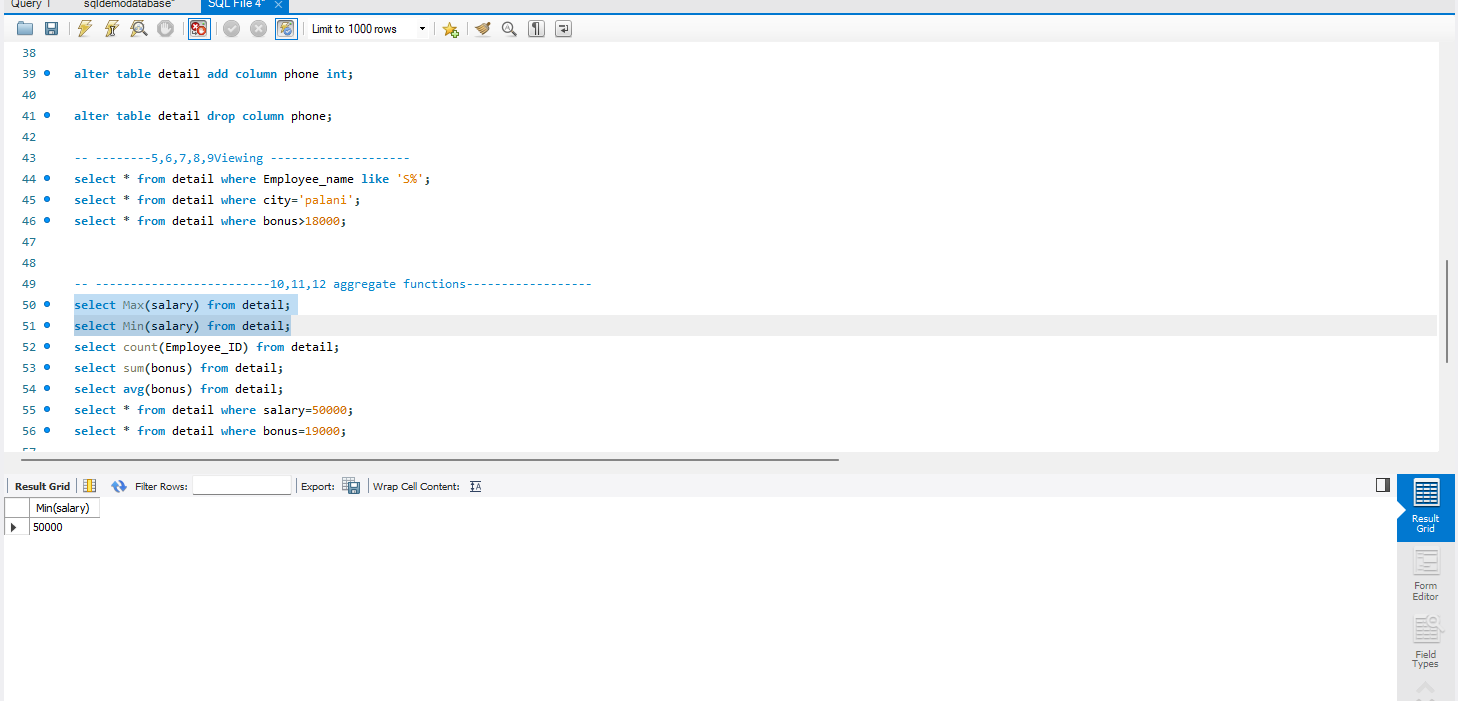 Query 1 sqldemodatabase* SQL File 4*
Limit to 1000 rows
38
39 alter table detail add column phone int;
40
41 alter table detail drop column phone;
42
43 -- --------5,6,7,8,9Viewing --------------------
44 select * from detail where Employee_name like 'S%';
45 select * from detail where city='palani';
46 select * from detail where bonus>18000;
47
48
49 -- -------------------------10,11,12 aggregate functions------------------
50 select Max(salary) from detail;
51 select Min(salary) from detail;
52 select count(Employee_ID) from detail;
53 select sum(bonus) from detail;
54 select avg(bonus) from detail;
55 select * from detail where salary=50000;
56 select * from detail where bonus=19000;
57
Result Grid Filter Rows: Export: Wrap Cell Content:
Min(salary)
50000
Result
Grid
Form
Editor
Field
Types